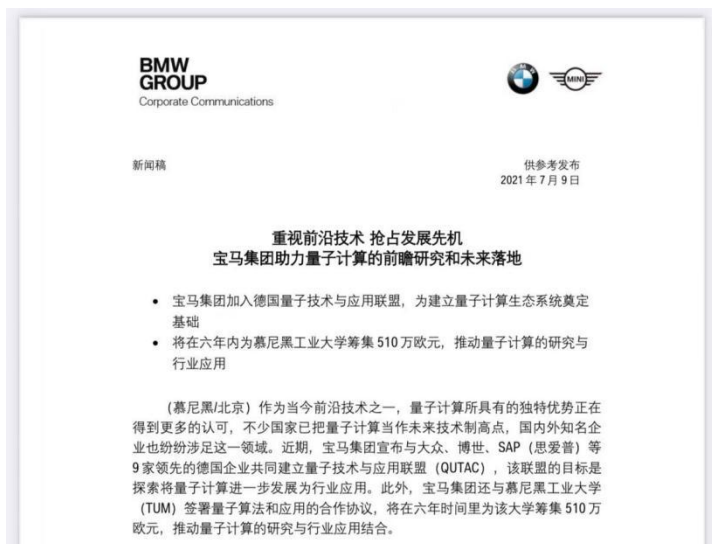 BMW
GROUP
Corporate Communications
MINI
新闻稿
供参考发布
2021 年 7 月 9 日
重视前沿技术 抢占发展先机
宝马集团助力量子计算的前瞻研究和未来落地
• 宝马集团加入德国量子技术与应用联盟，为建立量子计算生态系统奠定
基础
• 将在六年内为慕尼黑工业大学筹集 510 万欧元，推动量子计算的研究与
行业应用
（慕尼黑/北京）作为当今前沿技术之一，量子计算所具有的独特优势正在
得到更多的认可，不少国家已把量子计算当作未来技术制高点，国内外知名企
业也纷纷涉足这一领域。近期，宝马集团宣布与大众、博世、SAP（思爱普）等
9 家领先的德国企业共同建立量子技术与应用联盟（QUTAC），该联盟的目标是
探索将量子计算进一步发展为行业应用。此外，宝马集团还与慕尼黑工业大学
（TUM）签署量子算法和应用的合作协议，将在六年时间里为该大学筹集 510 万
欧元，推动量子计算的研究与行业应用结合。